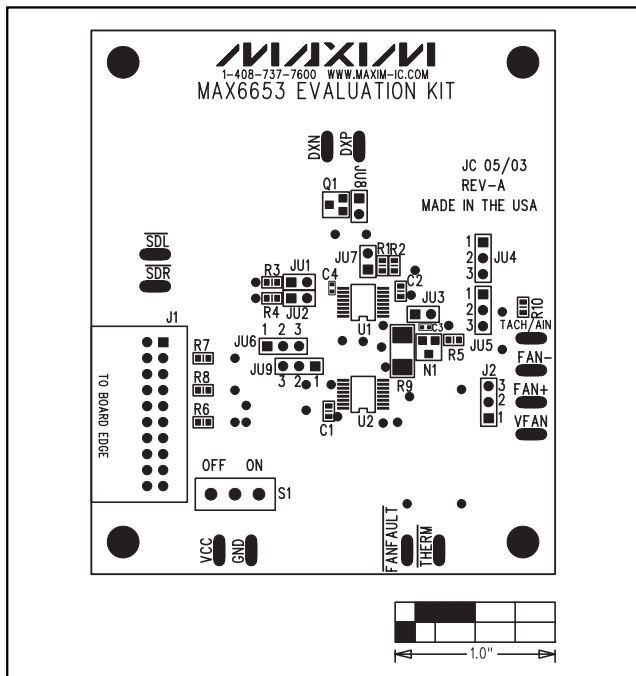 MAXIM
1-408-737-7600 WWW.MAXIM-IC.COM
MAX6653 EVALUATION KIT
DXN
DXP
JC 05/03
REV-A
MADE IN THE USA
Q1
JU8
SDL
SDR
JU7
R1
R2
1
2
3
JU4
R3
JU1
C4
C2
R4
JU2
JU3
1
2
3
JU5
R10
TACH/AIN
J1
U1
C3
R5
N1
JU6
1 2 3
JU9
3 2 1
R7
R8
R6
TO BOARD EDGE
R9
FAN-
J2
3
2
1
FAN+
VFAN
C1
U2
OFF ON
S1
VCC
GND
FANFAULT
THERM
1.0"